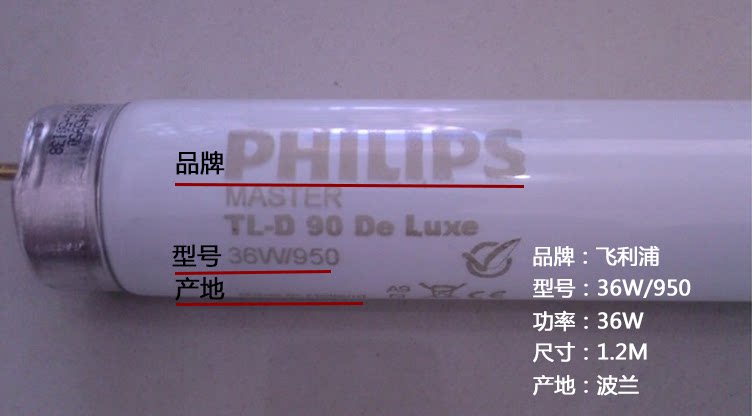 品牌 PHILIPS
MASTER
TL-D 90 De Luxe
型号 36W/950
产地
品牌：飞利浦
型号：36W/950
功率：36W
尺寸：1.2M
产地：波兰